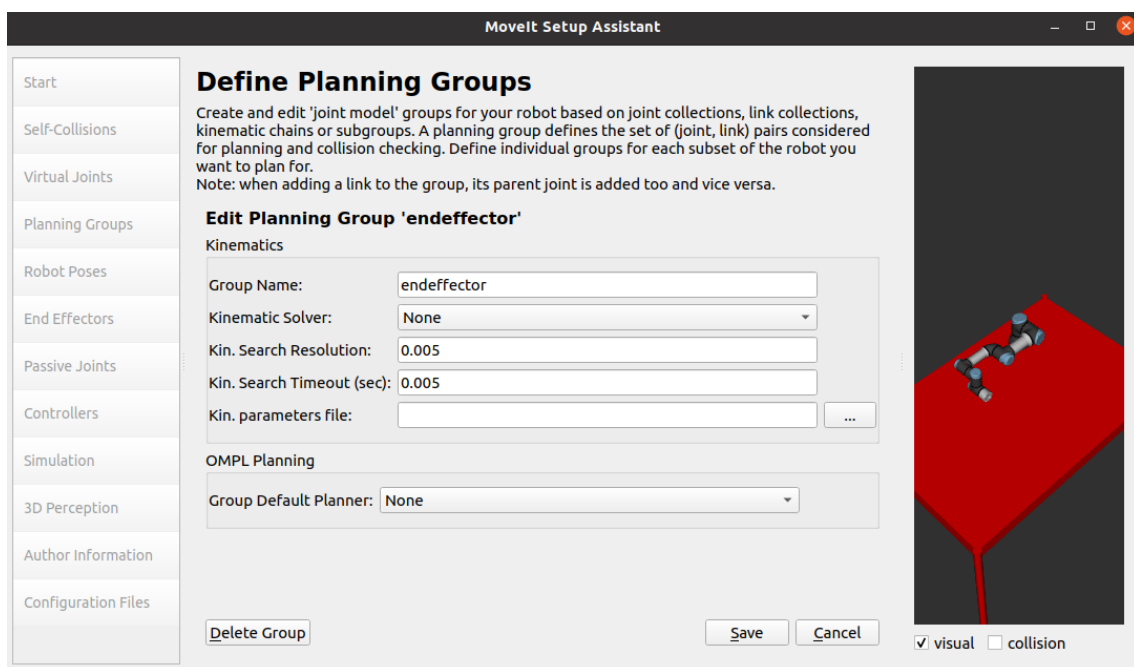 MoveIt Setup Assistant
Start
Self-Collisions
Virtual Joints
Planning Groups
Robot Poses
End Effectors
Passive Joints
Controllers
Simulation
3D Perception
Author Information
Configuration Files
Define Planning Groups
Create and edit 'joint model' groups for your robot based on joint collections, link collections,
kinematic chains or subgroups. A planning group defines the set of (joint, link) pairs considered
for planning and collision checking. Define individual groups for each subset of the robot you
want to plan for.
Note: when adding a link to the group, its parent joint is added too and vice versa.
Edit Planning Group 'endeffector'
Kinematics
Group Name: endeffector
Kinematic Solver: None
Kin. Search Resolution: 0.005
Kin. Search Timeout (sec): 0.005
Kin. parameters file: ...
OMPL Planning
Group Default Planner: None
Delete Group Save Cancel
visual collision